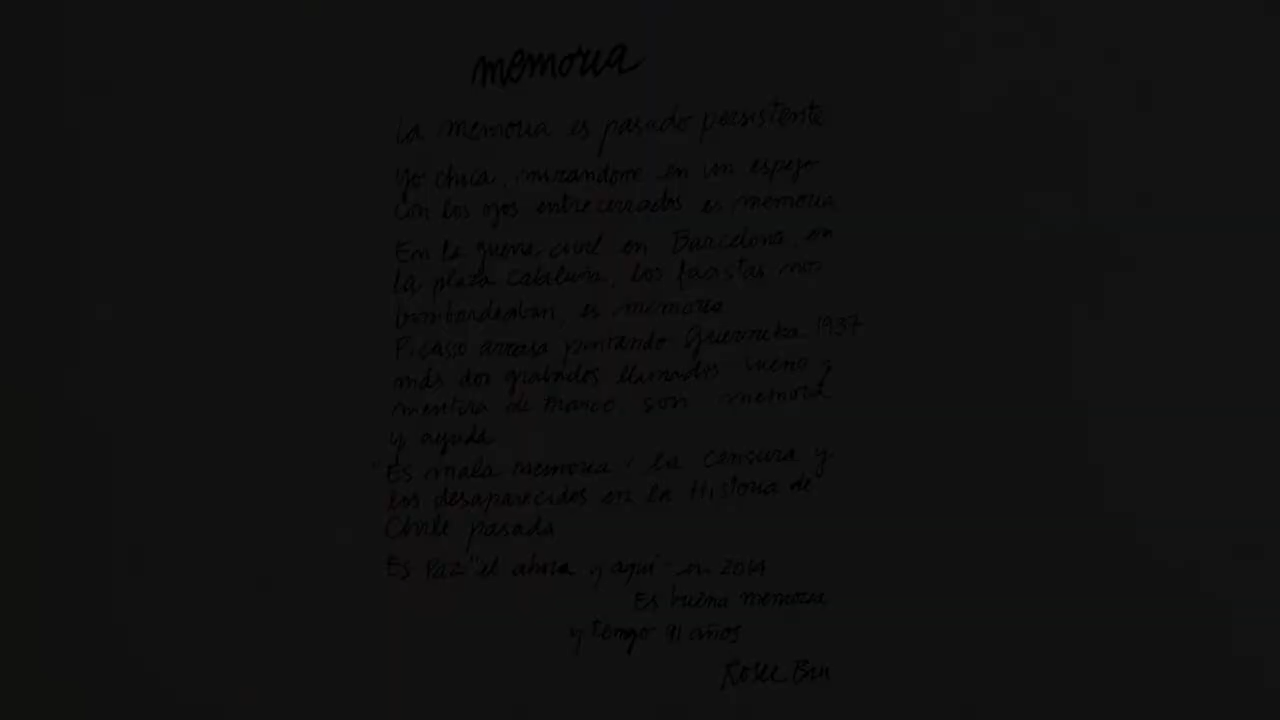 memoria
La memoria es pasado persistente
Yo chica, mirandome en un espejo
con los ojos entrecerrados es memoria
En la guerra civil en Barcelona, en
la plaza Cataluña, los fascistas nos
bombardeaban, es memoria
Picasso pintando Guernica 1937
más dos grabados llamados sueño y
mentira de Franco, son memoria
y ayuda
Es mala memoria: la censura y
los desaparecidos en la Historia de
Chile pasada
Es Paz "el ahora y aqui" en 2014
Es buena memoria
y tengo 91 años
Roser Bru